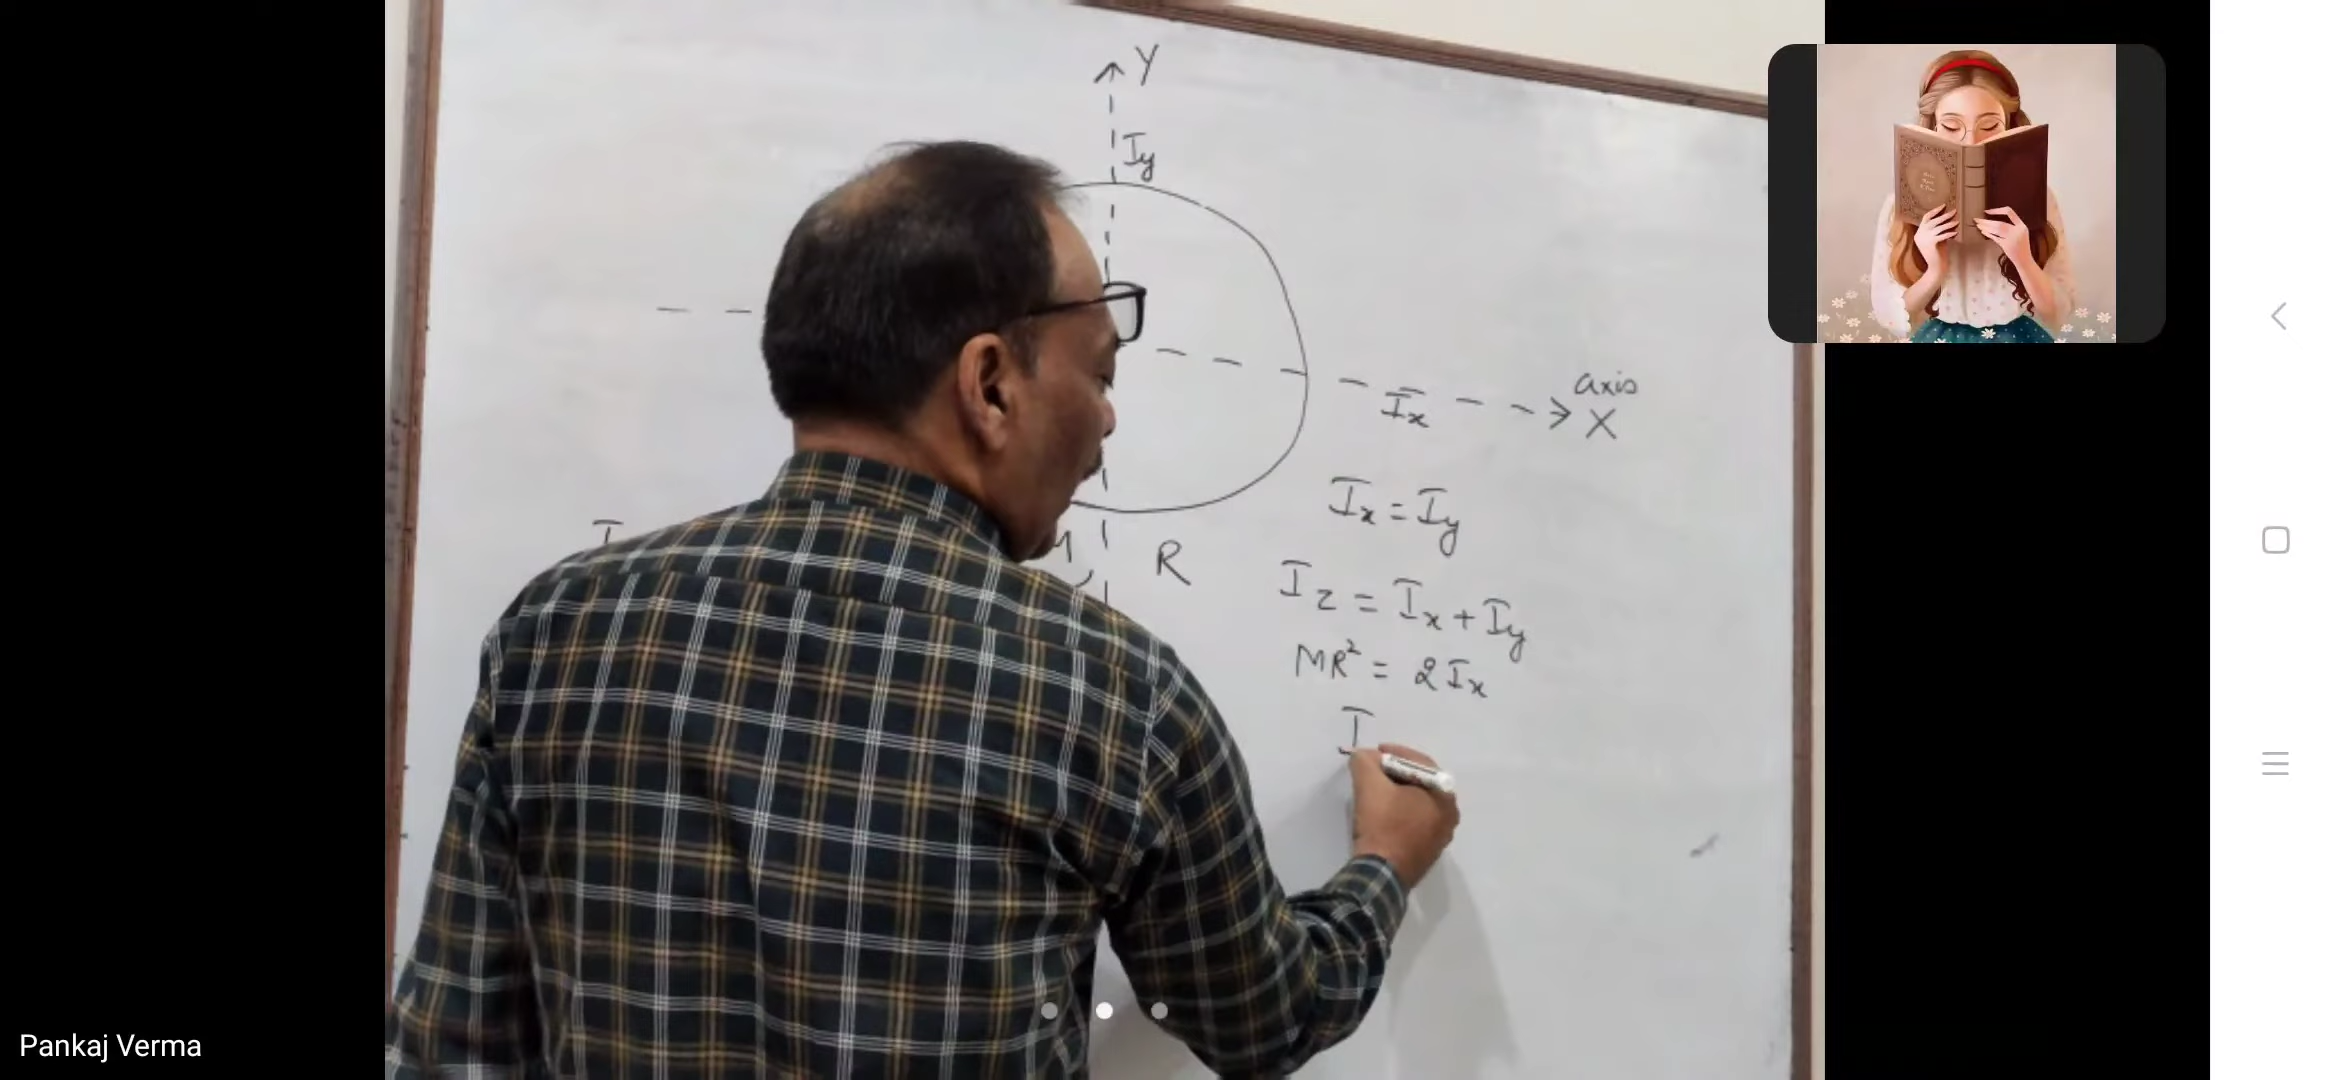 Y
Iy
axis
Ix
X
Ix = Iy
R
Iz = Ix + Iy
MR² = 2Ix
I
Pankaj Verma